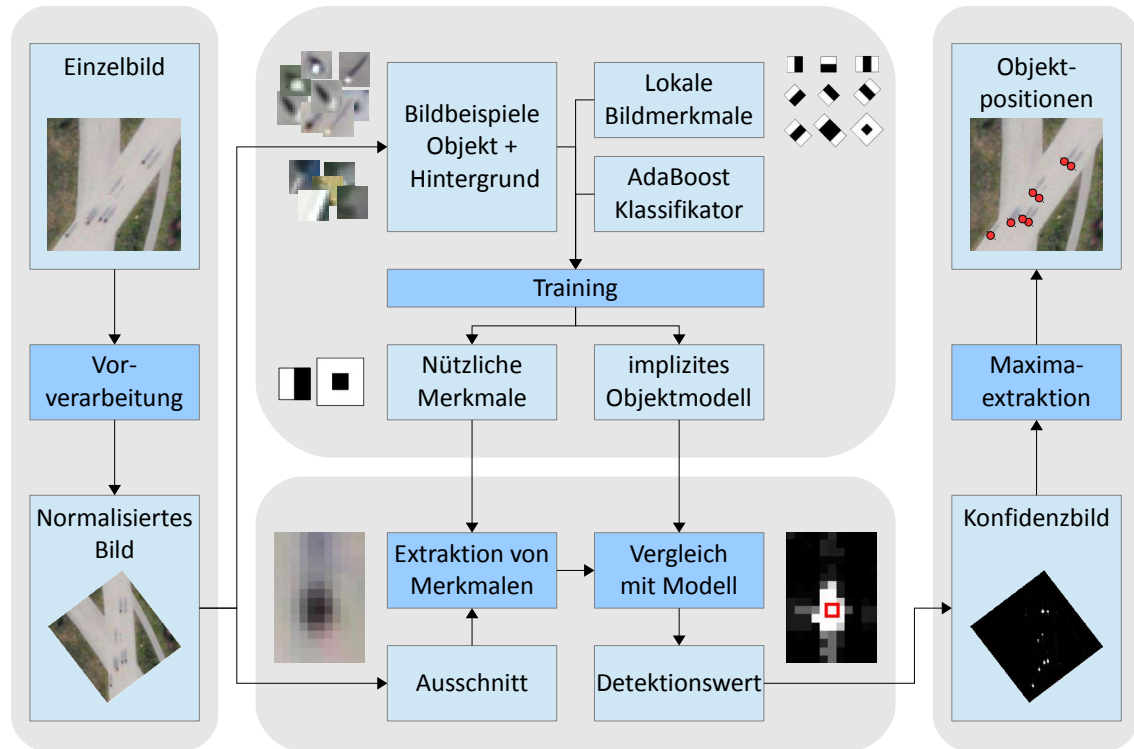 Einzelbild
Vor-
verarbeitung
Normalisiertes
Bild
Bildbeispiele
Objekt +
Hintergrund
Lokale
Bildmerkmale
AdaBoost
Klassifikator
Training
Nützliche
Merkmale
implizites
Objektmodell
Extraktion von
Merkmalen
Vergleich
mit Modell
Ausschnitt
Detektionswert
Objekt-
positionen
Maxima-
extraktion
Konfidenzbild